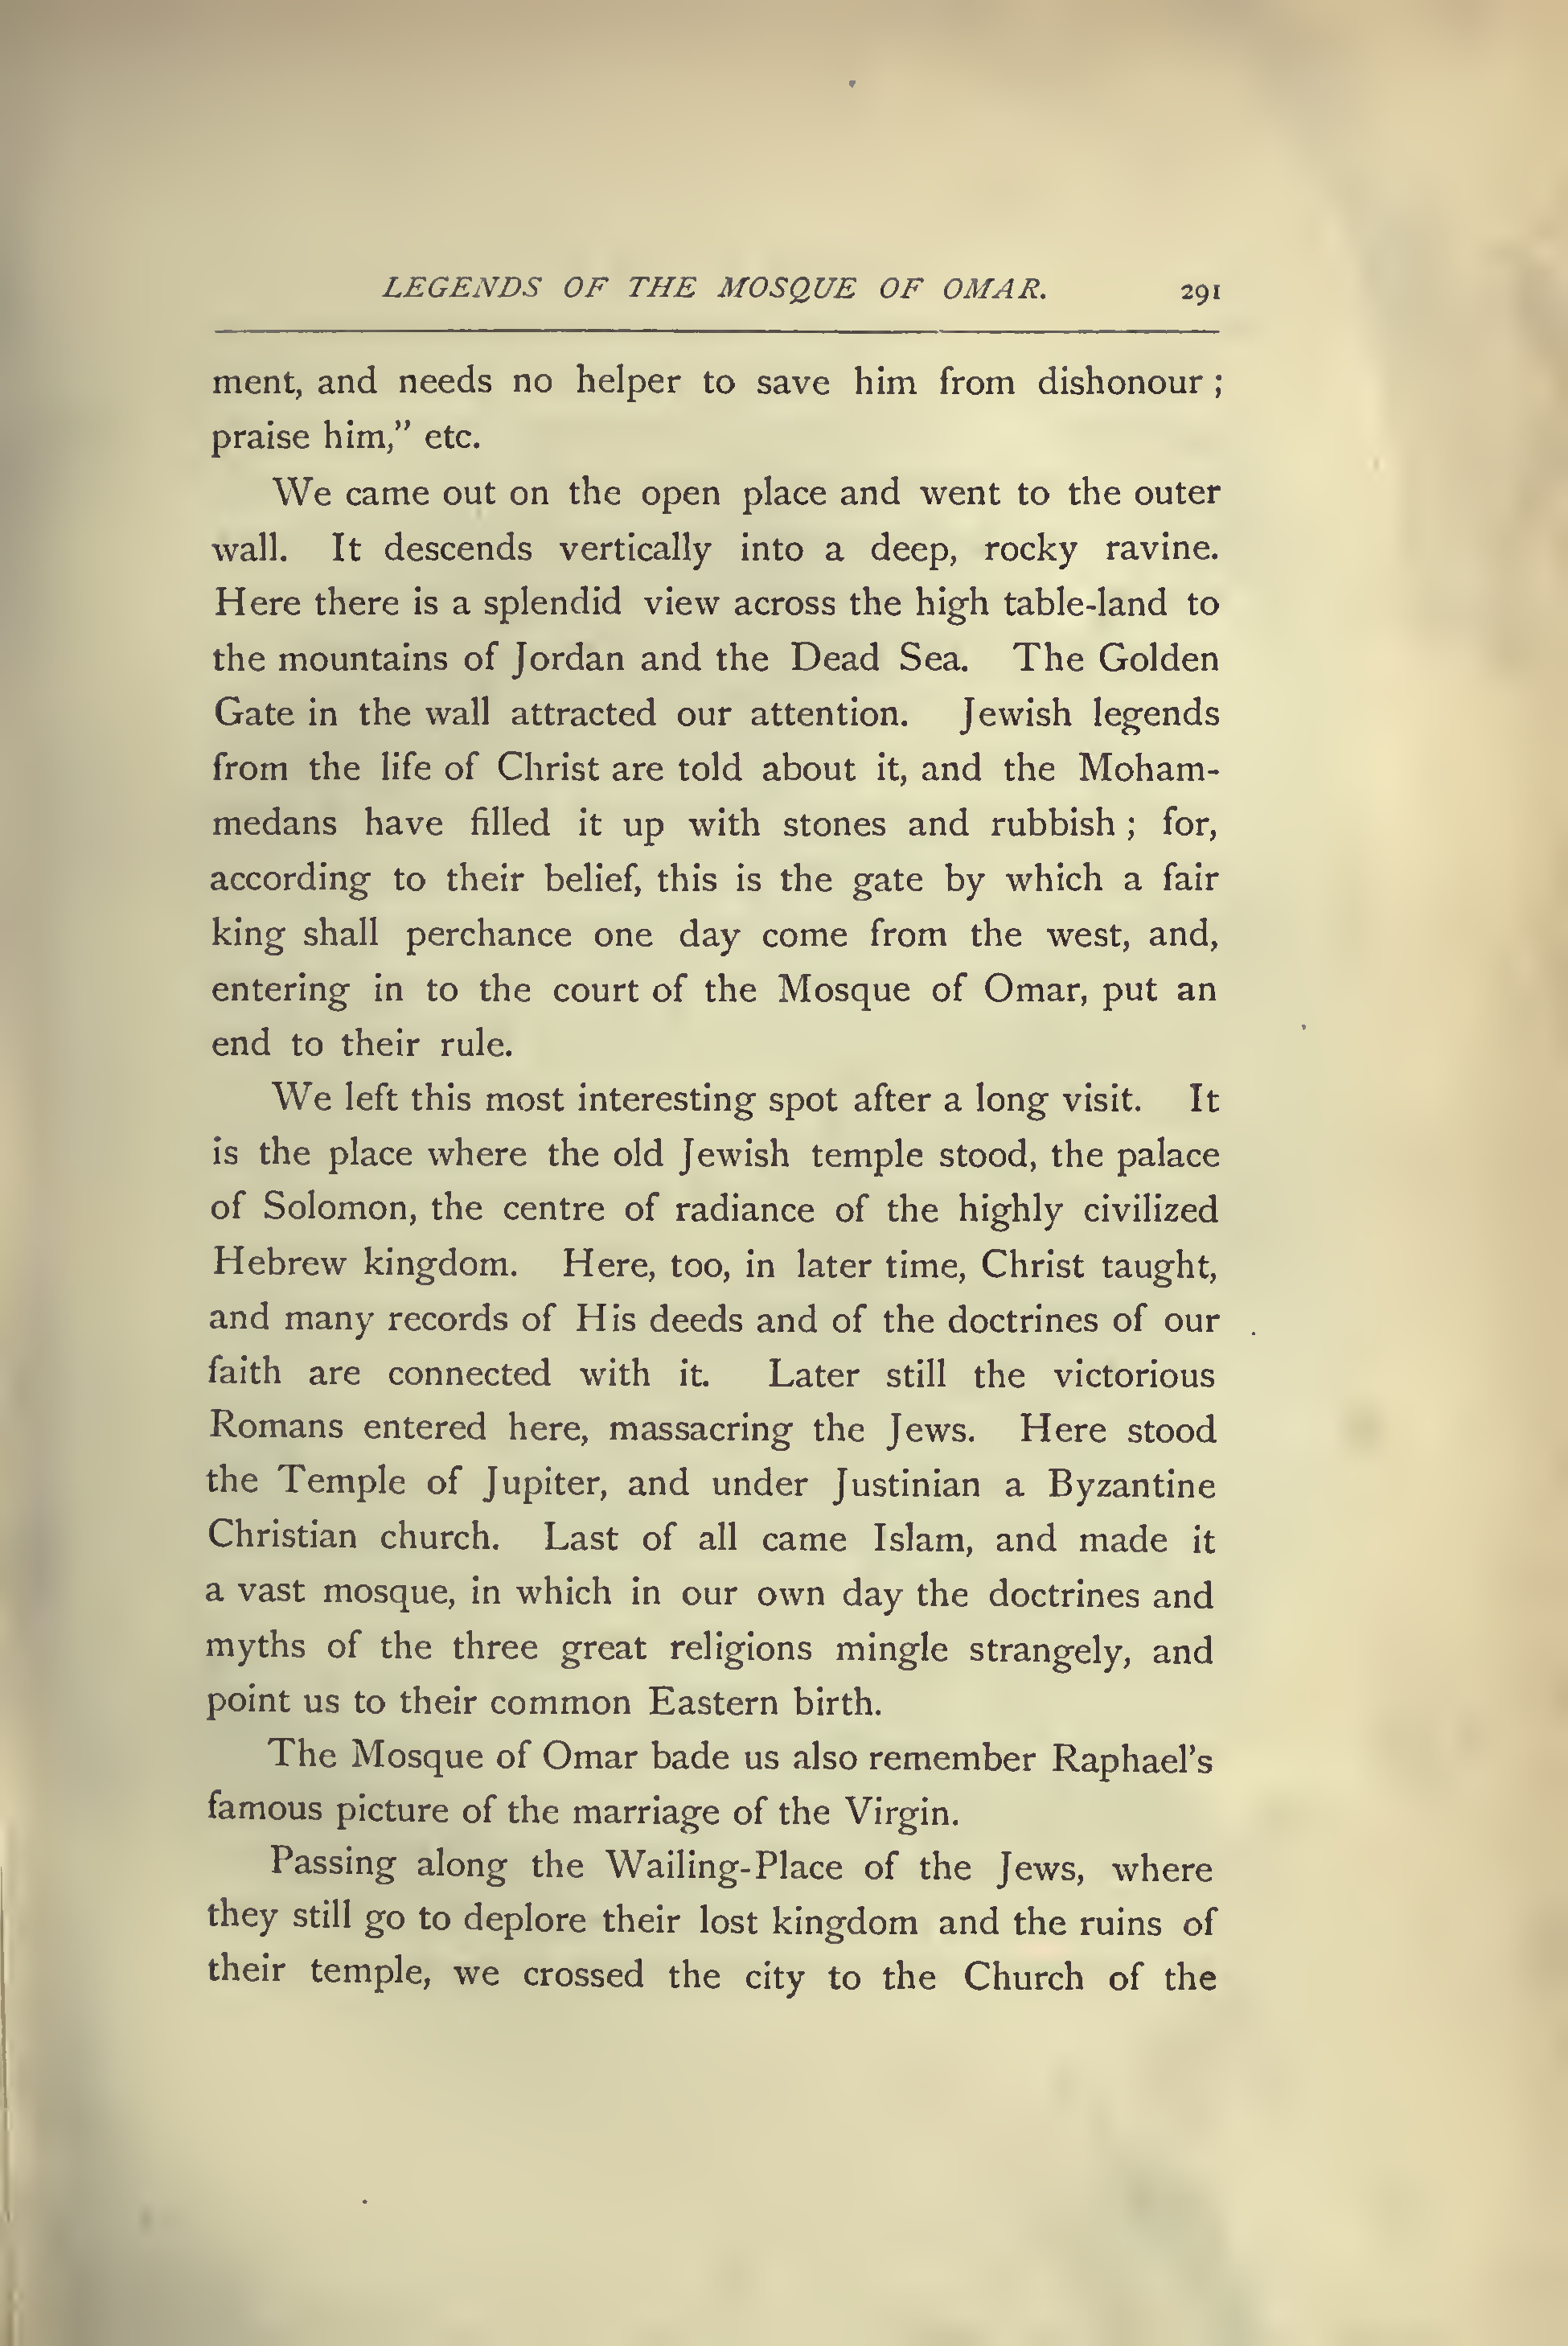 LEGENDS OF THE MOSQUE OF OMAR. 291
ment, and needs no helper to save him from dishonour ;
praise him,” etc.
We came out on the open place and went to the outer
wall. It descends vertically into a deep, rocky ravine.
Here there is a splendid view across the high table-land to
the mountains of Jordan and the Dead Sea. The Golden
Gate in the wall attracted our attention. Jewish legends
from the life of Christ are told about it, and the Moham-
medans have filled it up with stones and rubbish ; for,
according to their belief, this is the gate by which a fair
king shall perchance one day come from the west, and,
entering in to the court of the Mosque of Omar, put an
end to their rule.
We left this most interesting spot after a long visit. It
is the place where the old Jewish temple stood, the palace
of Solomon, the centre of radiance of the highly civilized
Hebrew kingdom. Here, too, in later time, Christ taught,
and many records of His deeds and of the doctrines of our
faith are connected with it. Later still the victorious
Romans entered here, massacring the Jews. Here stood
the Temple of Jupiter, and under Justinian a Byzantine
Christian church. Last of all came Islam, and made it
a vast mosque, in which in our own day the doctrines and
myths of the three great religions mingle strangely, and
point us to their common Eastern birth.
The Mosque of Omar bade us also remember Raphael’s
famous picture of the marriage of the Virgin.
Passing along the Wailing-Place of the Jews, where
they still go to deplore their lost kingdom and the ruins of
their temple, we crossed the city to the Church of the